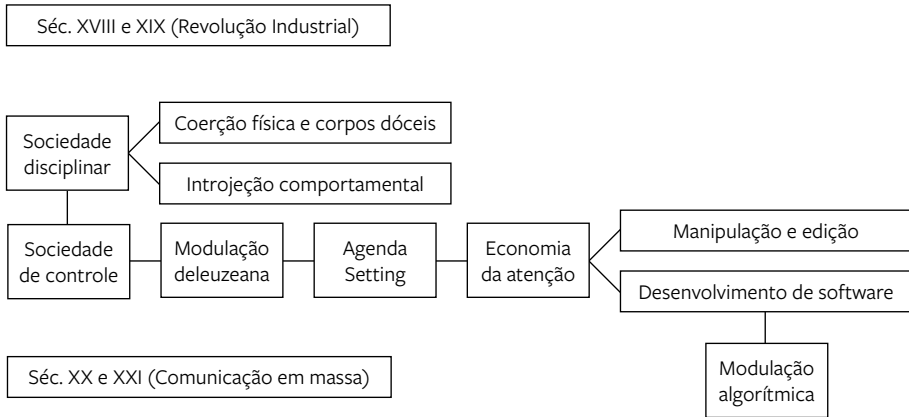 Séc. XVIII e XIX (Revolução Industrial)
Sociedade
disciplinar
Coerção física e corpos dóceis
Introjeção comportamental
Sociedade
de controle
Modulação
deleuzeana
Agenda
Setting
Economia
da atenção
Manipulação e edição
Desenvolvimento de software
Modulação
algorítmica
Séc. XX e XXI (Comunicação em massa)